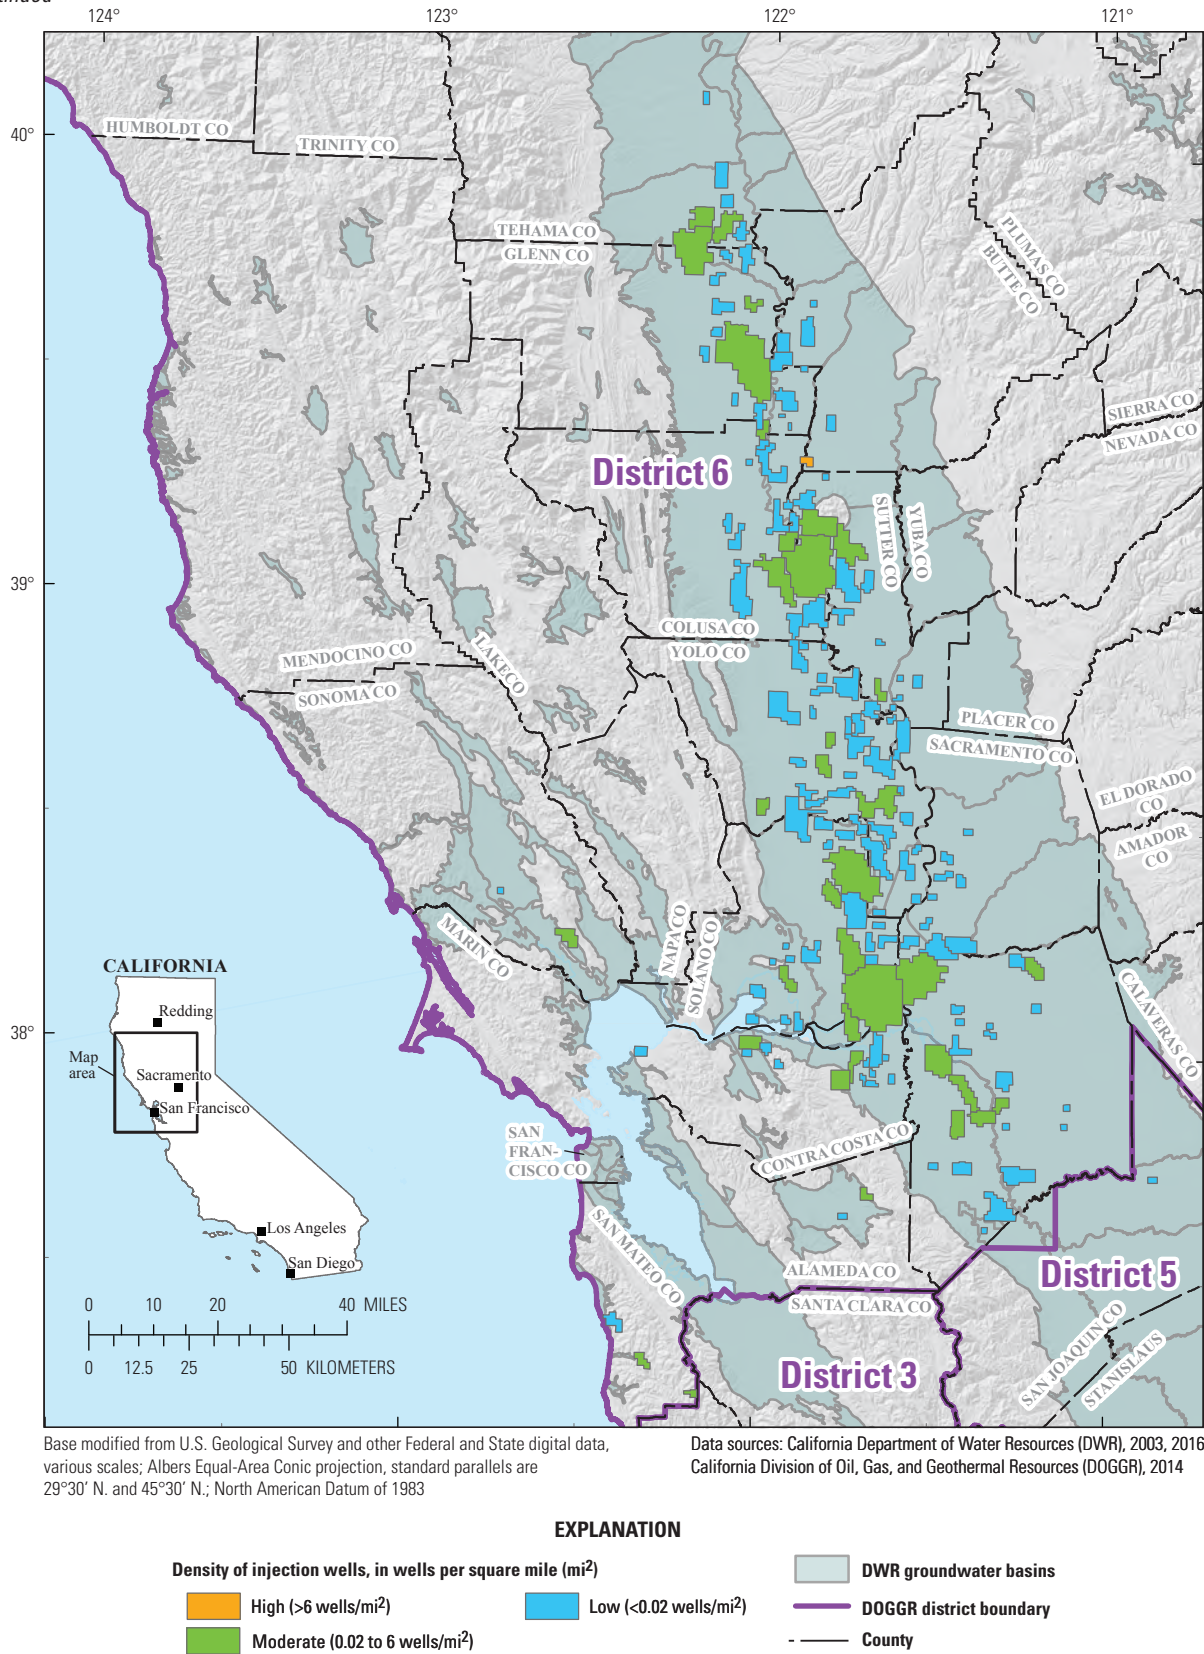 124°
123°
122°
121°
40°
39°
38°
HUMBOLDT CO
TRINITY CO
TEHAMA CO
GLENN CO
PLUMAS CO
BUTTE CO
SIERRA CO
NEVADA CO
District 6
SUTTER CO
YUBA CO
COLUSA CO
YOLO CO
MENDOCINO CO
SONOMA CO
LAKE CO
PLACER CO
SACRAMENTO CO
EL DORADO
CO
AMADOR
CO
MARIN CO
NAPA CO
SOLANO CO
CALAVERAS CO
CALIFORNIA
Redding
Map
area
Sacramento
San Francisco
Los Angeles
San Diego
SAN
FRAN-
CISCO CO
CONTRA COSTA CO
SAN MATEO CO
ALAMEDA CO
SANTA CLARA CO
District 5
District 3
SAN JOAQUIN CO
STANISLAUS
0 10 20 40 MILES
0 12.5 25 50 KILOMETERS
Base modified from U.S. Geological Survey and other Federal and State digital data,
various scales; Albers Equal-Area Conic projection, standard parallels are
29°30′ N. and 45°30′ N.; North American Datum of 1983
Data sources: California Department of Water Resources (DWR), 2003, 2016
California Division of Oil, Gas, and Geothermal Resources (DOGGR), 2014
EXPLANATION
Density of injection wells, in wells per square mile (mi²)
High (>6 wells/mi²)
Moderate (0.02 to 6 wells/mi²)
Low (<0.02 wells/mi²)
DWR groundwater basins
DOGGR district boundary
County